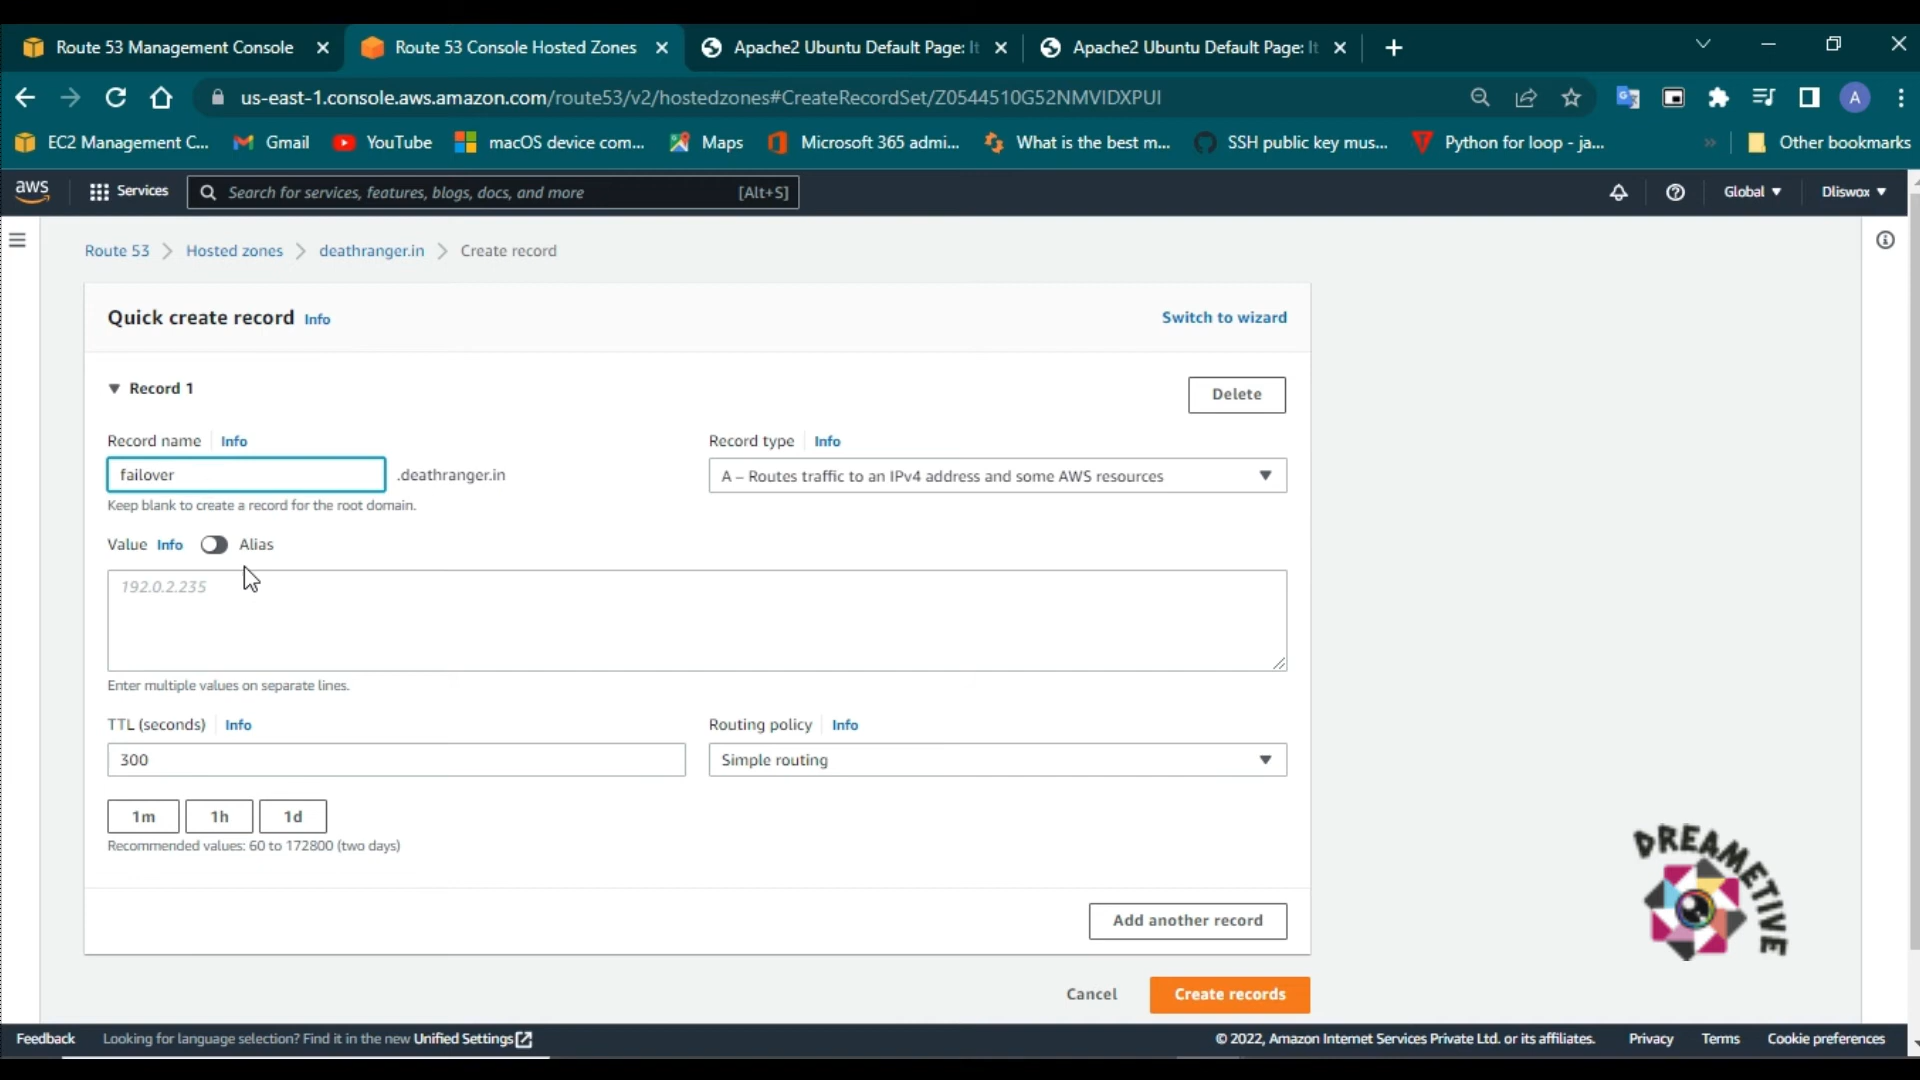 Route 53 Management Console
Route 53 Console Hosted Zones
Apache2 Ubuntu Default Page: It
Apache2 Ubuntu Default Page: It
us-east-1.console.aws.amazon.com/route53/v2/hostedzones#CreateRecordSet/Z0544510G52NMVIDXPUI
A
EC2 Management C...
Gmail
YouTube
macOS device com...
Maps
Microsoft 365 admi...
What is the best m...
SSH public key mus...
Python for loop - ja...
Other bookmarks
aws
Services
Search for services, features, blogs, docs, and more
[Alt+S]
Global
Dliswox
Route 53 > Hosted zones > deathranger.in > Create record
Quick create record Info
Switch to wizard
Record 1
Delete
Record name Info
failover
.deathranger.in
Keep blank to create a record for the root domain.
Record type Info
A – Routes traffic to an IPv4 address and some AWS resources
Value Info Alias
192.0.2.235
Enter multiple values on separate lines.
TTL (seconds) Info
300
1m 1h 1d
Recommended values: 60 to 172800 (two days)
Routing policy Info
Simple routing
Add another record
Cancel
Create records
DREAMETIVE
Feedback
Looking for language selection? Find it in the new Unified Settings
© 2022, Amazon Internet Services Private Ltd. or its affiliates.
Privacy
Terms
Cookie preferences